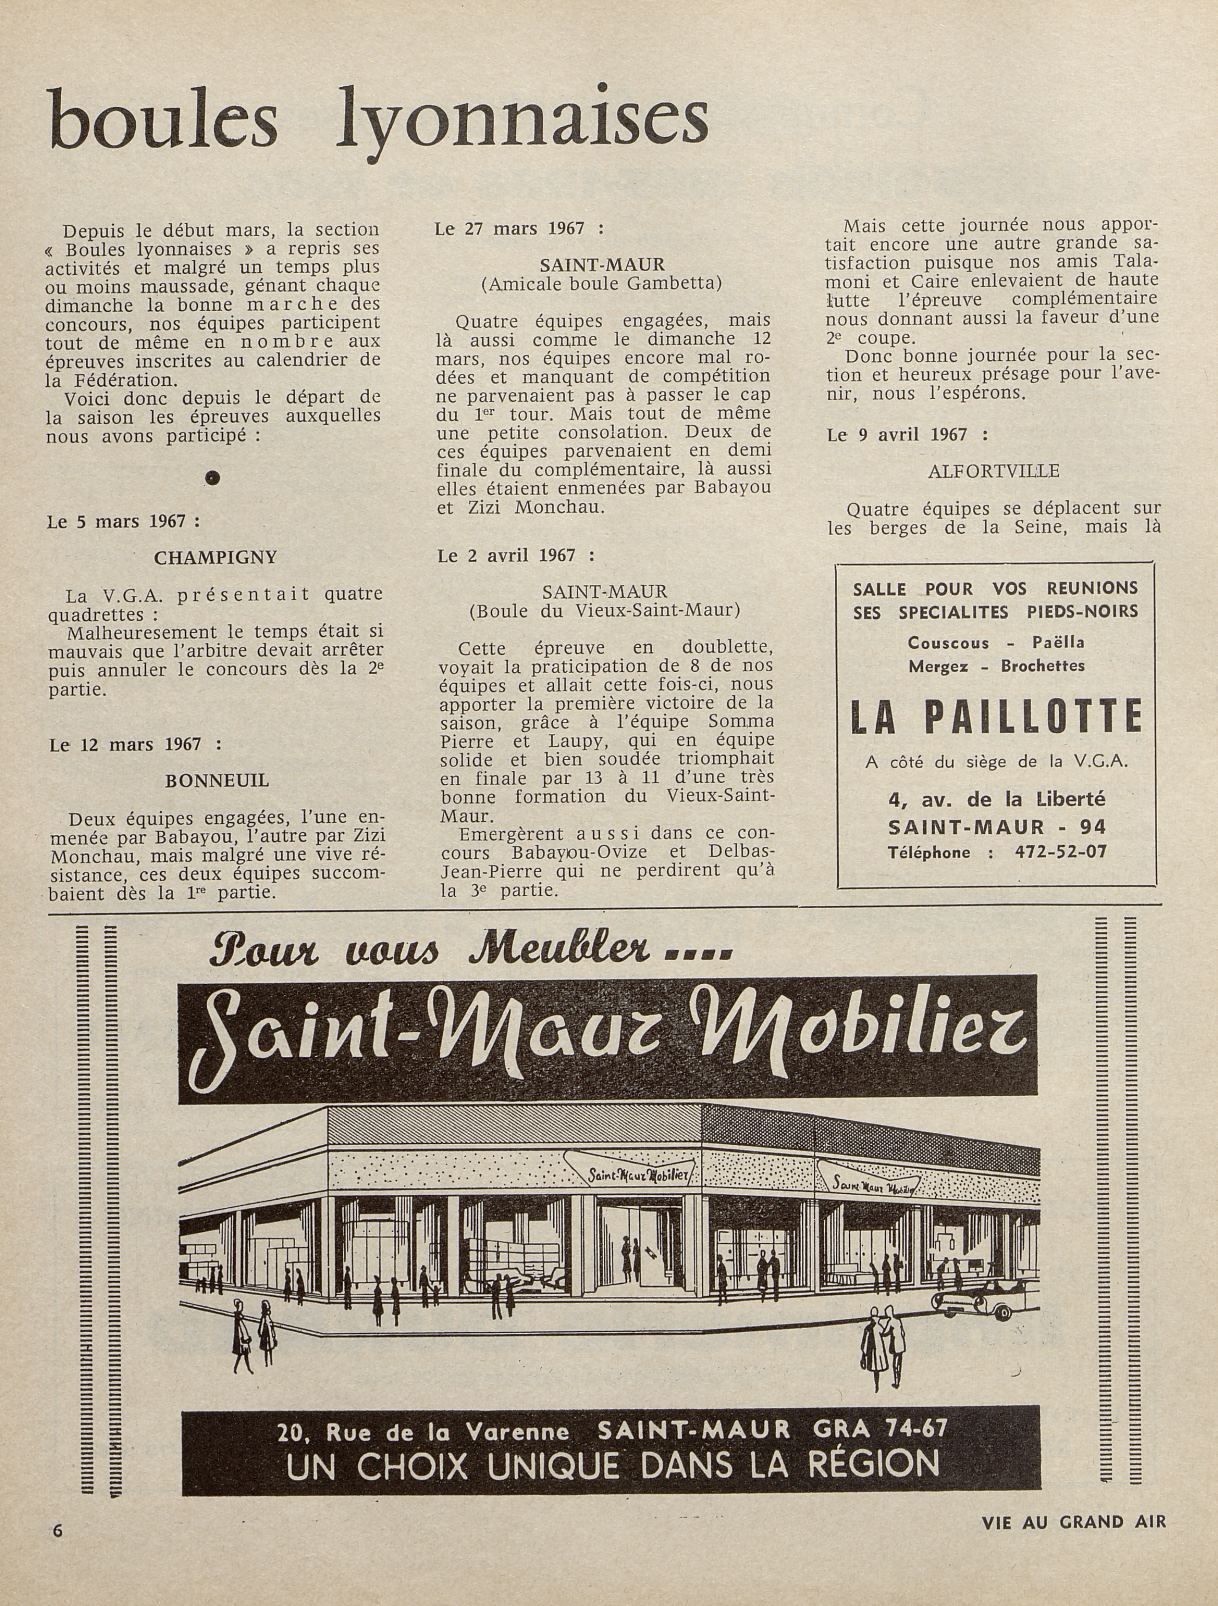 boules lyonnaises
Depuis le début mars, la section
« Boules lyonnaises » a repris ses
activités et malgré un temps plus
ou moins maussade, génant chaque
dimanche la bonne marche des
concours, nos équipes participent
tout de même en nombre aux
épreuves inscrites au calendrier de
la Fédération.
Voici donc depuis le départ de
la saison les épreuves auxquelles
nous avons participé :
Le 5 mars 1967 :
CHAMPIGNY
La V.G.A. présentait quatre
quadrettes :
Malheuresement le temps était si
mauvais que l'arbitre devait arrêter
puis annuler le concours dès la 2e
partie.
Le 12 mars 1967 :
BONNEUIL
Deux équipes engagées, l'une en-
menée par Babayou, l'autre par Zizi
Monchau, mais malgré une vive ré-
sistance, ces deux équipes succom-
baient dès la 1re partie.
Le 27 mars 1967 :
SAINT-MAUR
(Amicale boule Gambetta)
Quatre équipes engagées, mais
là aussi comme le dimanche 12
mars, nos équipes encore mal ro-
dées et manquant de compétition
ne parvenaient pas à passer le cap
du 1er tour. Mais tout de même
une petite consolation. Deux de
ces équipes parvenaient en demi
finale du complémentaire, là aussi
elles étaient enmenées par Babayou
et Zizi Monchau.
Le 2 avril 1967 :
SAINT-MAUR
(Boule du Vieux-Saint-Maur)
Cette épreuve en doublette,
voyait la praticipation de 8 de nos
équipes et allait cette fois-ci, nous
apporter la première victoire de la
saison, grâce à l'équipe Somma
Pierre et Laupy, qui en équipe
solide et bien soudée triomphait
en finale par 13 à 11 d'une très
bonne formation du Vieux-Saint-
Maur.
Emergèrent aussi dans ce con-
cours Babayou-Ovize et Delbas-
Jean-Pierre qui ne perdirent qu'à
la 3e partie.
Mais cette journée nous appor-
tait encore une autre grande sa-
tisfaction puisque nos amis Tala-
moni et Caire enlevaient de haute
lutte l'épreuve complémentaire
nous donnant aussi la faveur d'une
2e coupe.
Donc bonne journée pour la sec-
tion et heureux présage pour l'ave-
nir, nous l'espérons.
Le 9 avril 1967 :
ALFORTVILLE
Quatre équipes se déplacent sur
les berges de la Seine, mais là
SALLE POUR VOS REUNIONS
SES SPECIALITES PIEDS-NOIRS
Couscous - Paëlla
Mergez - Brochettes
LA PAILLOTTE
A côté du siège de la V.G.A.
4, av. de la Liberté
SAINT-MAUR - 94
Téléphone : 472-52-07
Pour vous Meubler ....
Saint-Maur Mobilier
Saint-Maur Mobilier
Saint Maur Mobilier
20, Rue de la Varenne SAINT-MAUR GRA 74-67
UN CHOIX UNIQUE DANS LA RÉGION
6
VIE AU GRAND AIR